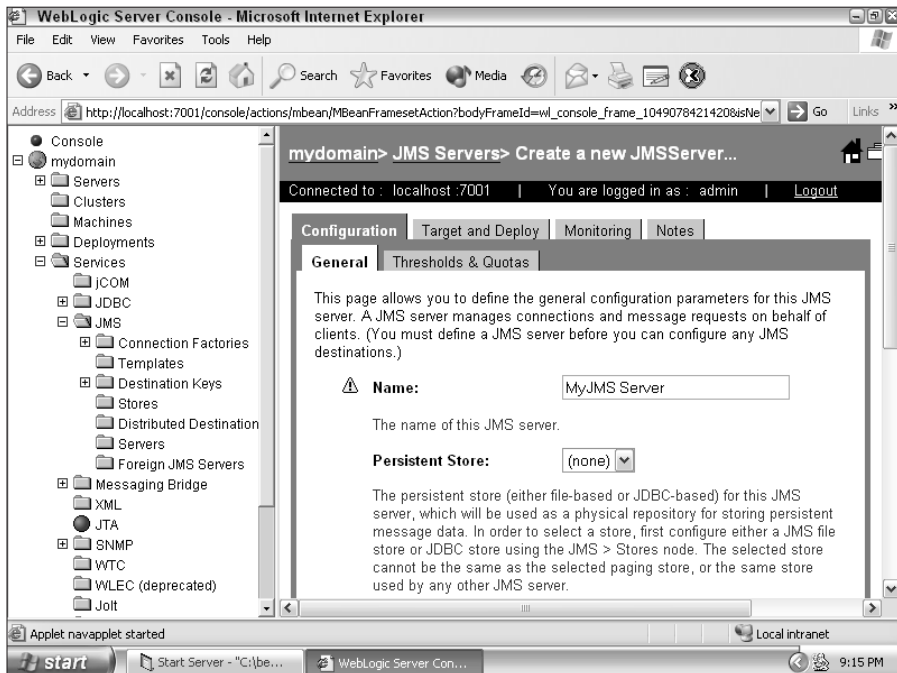 WebLogic Server Console - Microsoft Internet Explorer
File Edit View Favorites Tools Help
Back Search Favorites Media
Address http://localhost:7001/console/actions/mbean/MBeanFramesetAction?bodyFrameId=wl_console_frame_1049078421420&isNe Go Links »
Console
mydomain
Servers
Clusters
Machines
Deployments
Services
jCOM
JDBC
JMS
Connection Factories
Templates
Destination Keys
Stores
Distributed Destination
Servers
Foreign JMS Servers
Messaging Bridge
XML
JTA
SNMP
WTC
WLEC (deprecated)
Jolt
mydomain> JMS Servers> Create a new JMSServer...
Connected to : localhost :7001 | You are logged in as : admin | Logout
Configuration Target and Deploy Monitoring Notes
General Thresholds & Quotas
This page allows you to define the general configuration parameters for this JMS
server. A JMS server manages connections and message requests on behalf of
clients. (You must define a JMS server before you can configure any JMS
destinations.)
Name: MyJMS Server
The name of this JMS server.
Persistent Store: (none)
The persistent store (either file-based or JDBC-based) for this JMS
server, which will be used as a physical repository for storing persistent
message data. In order to select a store, first configure either a JMS file
store or JDBC store using the JMS > Stores node. The selected store
cannot be the same as the selected paging store, or the same store
used by any other JMS server.
Applet navapplet started Local intranet
start Start Server - "C:\be... WebLogic Server Con... 9:15 PM